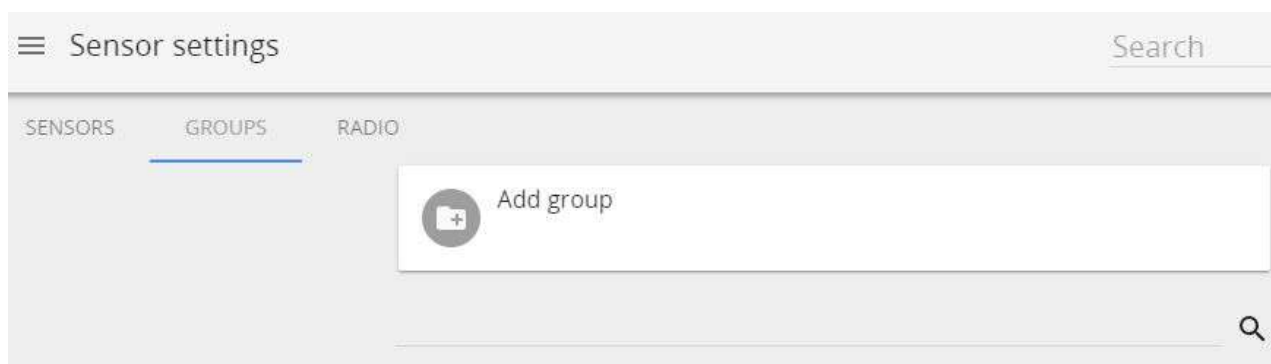 Sensor settings
Search
SENSORS GROUPS RADIO
Add group